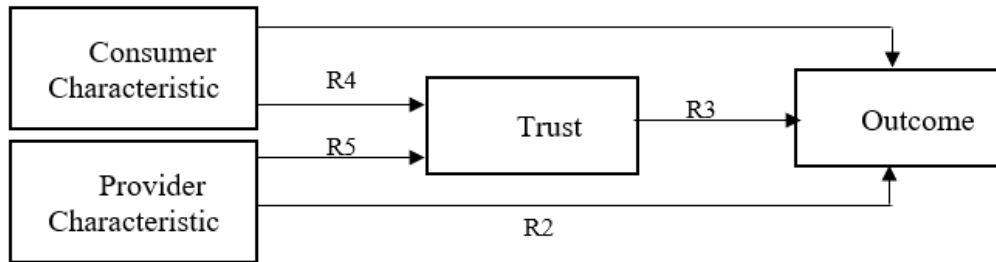 Consumer
Characteristic
R4
Trust
R3
Outcome
R5
Provider
Characteristic
R2